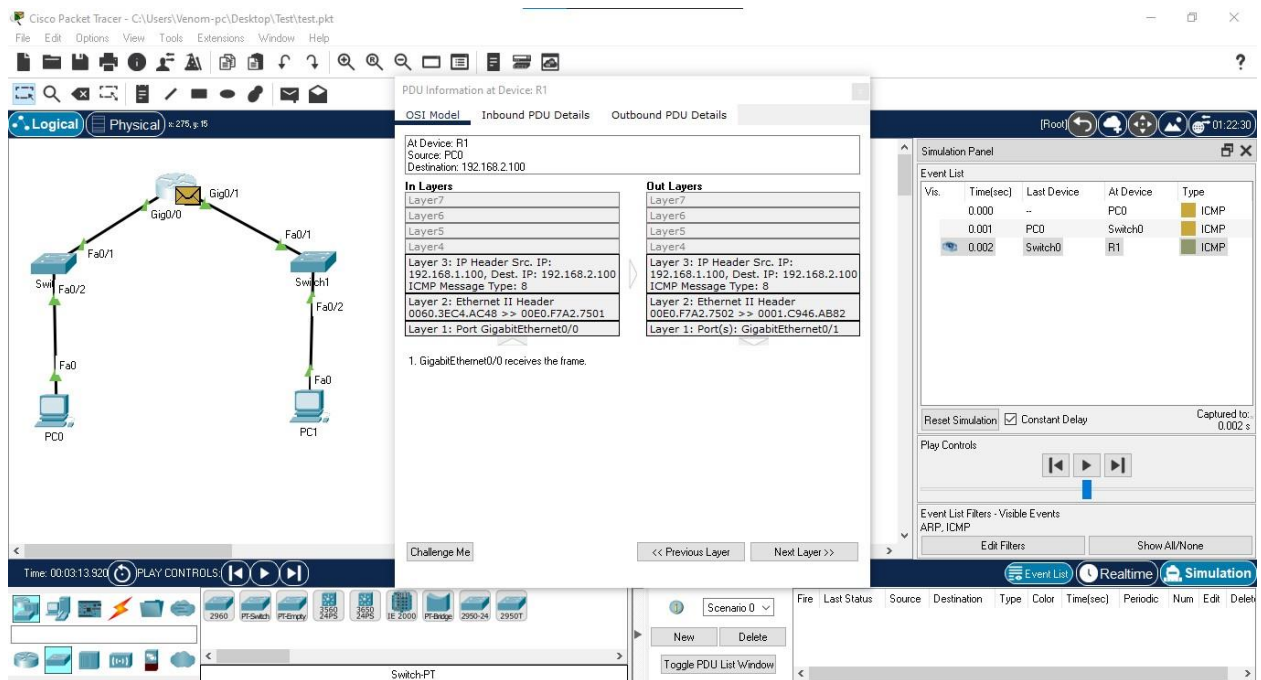 Cisco Packet Tracer - C:\Users\Venom-pc\Desktop\Test\test.pkt
File Edit Options View Tools Extensions Window Help
?
Logical Physical x: 275, y: 15
[Root] 01:22:30
PDU Information at Device: R1
OSI Model Inbound PDU Details Outbound PDU Details
At Device: R1
Source: PC0
Destination: 192.168.2.100
In Layers
Layer7
Layer6
Layer5
Layer4
Layer 3: IP Header Src. IP:
192.168.1.100, Dest. IP: 192.168.2.100
ICMP Message Type: 8
Layer 2: Ethernet II Header
0060.3EC4.AC48 >> 00E0.F7A2.7501
Layer 1: Port GigabitEthernet0/0
Out Layers
Layer7
Layer6
Layer5
Layer4
Layer 3: IP Header Src. IP:
192.168.1.100, Dest. IP: 192.168.2.100
ICMP Message Type: 8
Layer 2: Ethernet II Header
00E0.F7A2.7502 >> 0001.C946.AB82
Layer 1: Port(s): GigabitEthernet0/1
1. GigabitEthernet0/0 receives the frame.
Challenge Me << Previous Layer Next Layer >>
Gig0/1
Gig0/0
Fa0/1
Fa0/1
Switch1
Fa0/2
Fa0/2
Fa0
Fa0
PC0
PC1
Simulation Panel
Event List
Vis. Time(sec) Last Device At Device Type
0.000 -- PC0 ICMP
0.001 PC0 Switch0 ICMP
0.002 Switch0 R1 ICMP
Reset Simulation Constant Delay Captured to:
0.002 s
Play Controls
Event List Filters - Visible Events
ARP, ICMP
Edit Filters Show All/None
Time: 00:03:13.920 PLAY CONTROLS:
Event List Realtime Simulation
2960 PT-Switch PT-Empty 3560 24PS 3650 24PS IE 2000 PT-Bridge 2950-24 2950T
Switch-PT
Scenario 0
New Delete
Toggle PDU List Window
Fire Last Status Source Destination Type Color Time(sec) Periodic Num Edit Delet